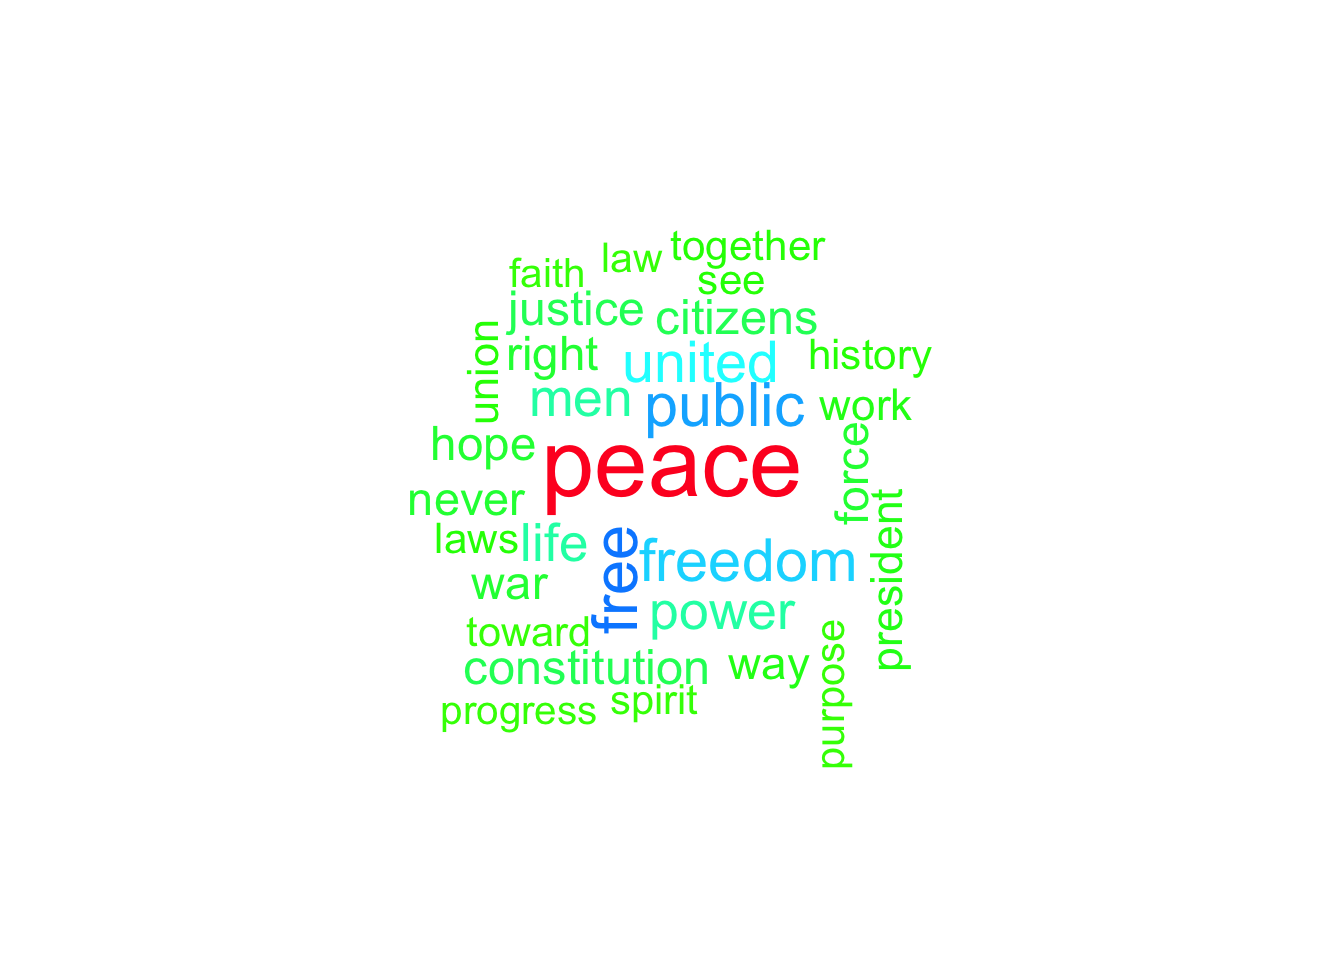 together
law
see
faith
justice
citizens
union
right
united
history
men
public
work
hope
peace
force
never
president
laws
life
free
freedom
war
power
toward
purpose
constitution
way
progress
spirit